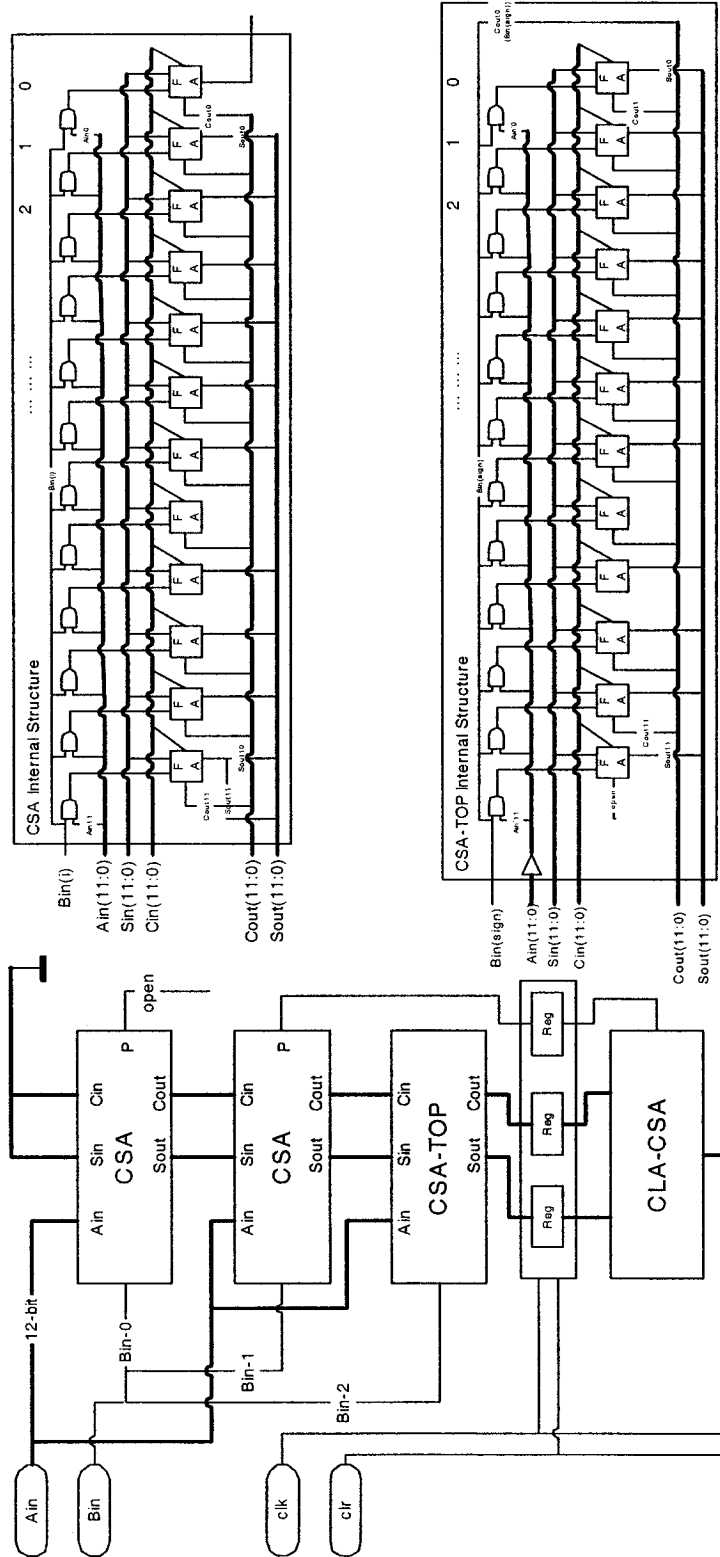 CSA Internal Structure
Bin(i)
Ain(11:0)
Sin(11:0)
Cin(11:0)
Cout(11:0)
Sout(11:0)
Ain11
Bin(i)
Ain0
... ... ...
2
1
0
F A
F A
F A
F A
F A
F A
F A
F A
F A
F A
F A
F A
Cout11
Sout11
Sout10
Cout0
Sout0
CSA-TOP Internal Structure
Bin(sign)
Ain(11:0)
Sin(11:0)
Cin(11:0)
Cout(11:0)
Sout(11:0)
Ain11
Bin(sign)
Ain0
... ... ...
2
1
0
F A
F A
F A
F A
F A
F A
F A
F A
F A
F A
F A
F A
open
Cout11
Sout11
Cout1
Sout0
Cout0
(Bin(sign))
Ain
Bin
clk
clr
12-bit
Bin-0
Bin-1
Bin-2
Ain
Sin
Cin
CSA
P
Sout
Cout
open
Ain
Sin
Cin
CSA
P
Sout
Cout
Ain
Sin
Cin
CSA-TOP
Sout
Cout
Reg
Reg
Reg
CLA-CSA